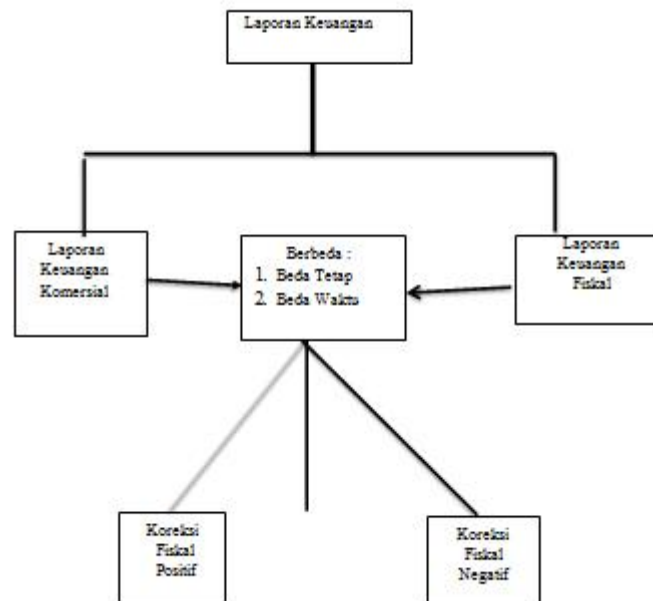 Laporan Keuangan
Laporan
Keuangan
Komersial
Berbeda :
1. Beda Tetap
2. Beda Waktu
Laporan
Keuangan
Fiskal
Koreksi
Fiskal
Positif
Koreksi
Fiskal
Negatif